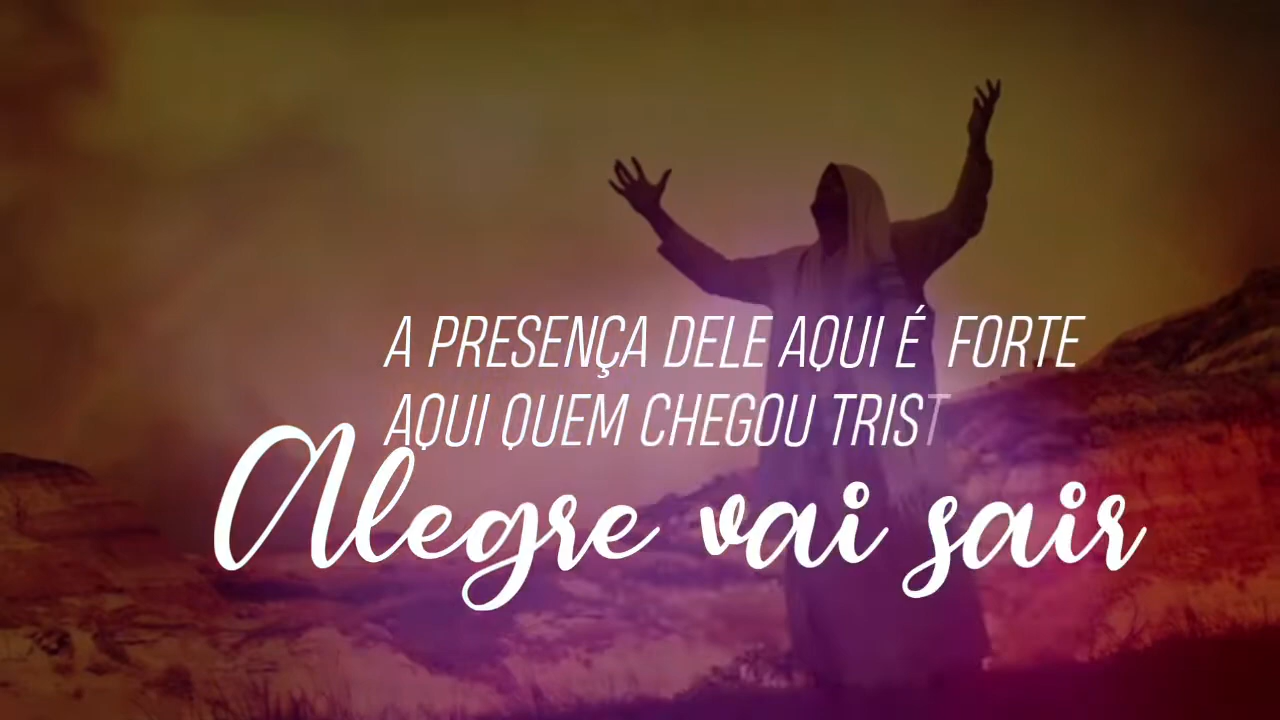 A PRESENÇA DELE AQUI É FORTE
AQUI QUEM CHEGOU TRIST
Alegre vai sair